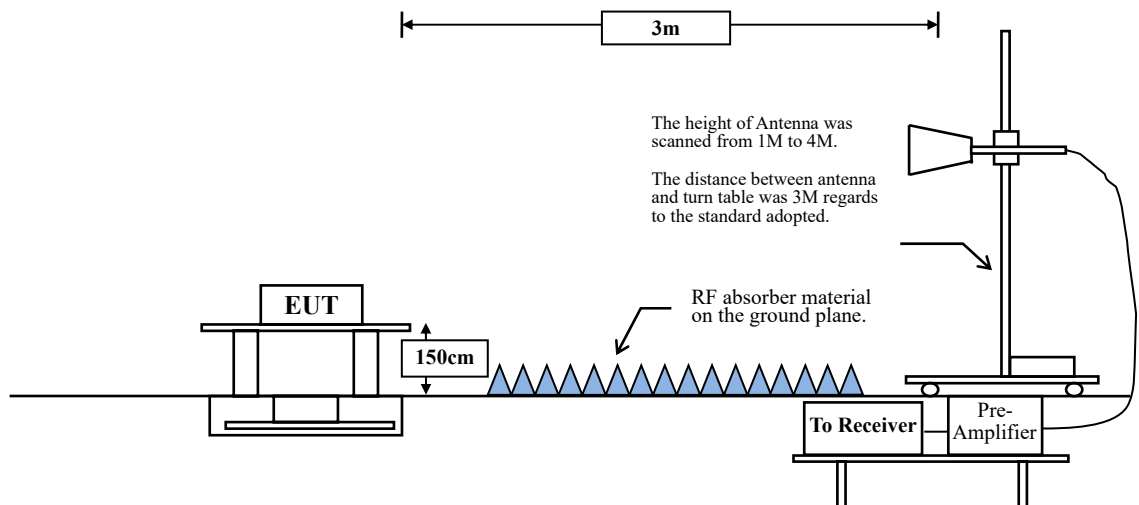 3m
The height of Antenna was
scanned from 1M to 4M.
The distance between antenna
and turn table was 3M regards
to the standard adopted.
EUT
RF absorber material
on the ground plane.
150cm
To Receiver
Pre-
Amplifier